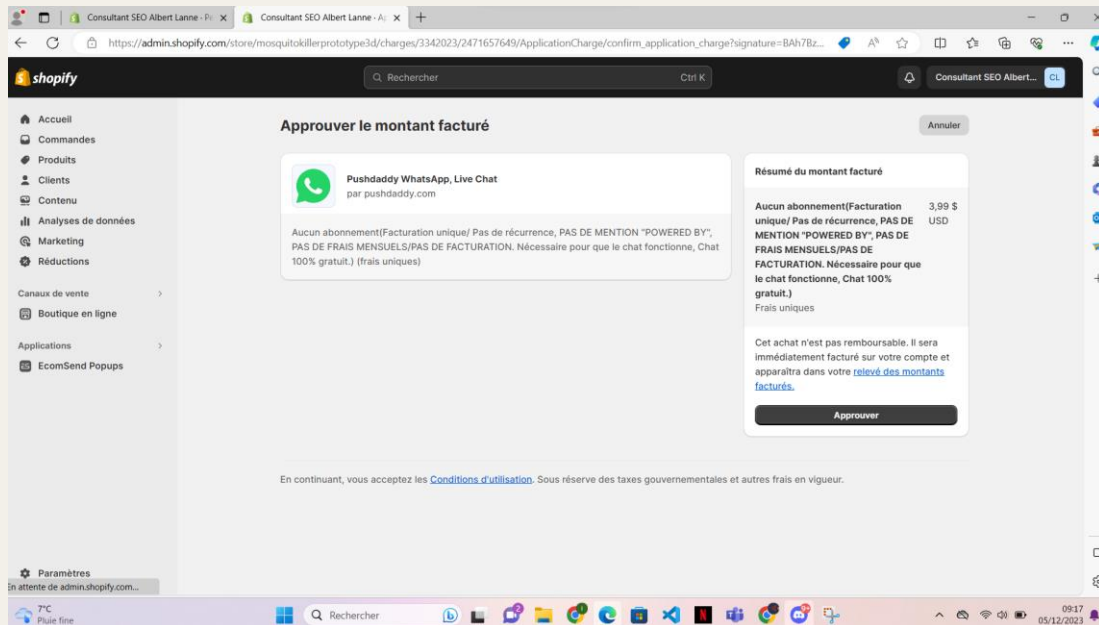 Consultant SEO Albert Lanne - Pr
Consultant SEO Albert Lanne - Ap
https://admin.shopify.com/store/mosquitokillerprototype3d/charges/3342023/2471657649/ApplicationCharge/confirm_application_charge?signature=BAh7Bz...
shopify
Rechercher
Ctrl K
Consultant SEO Albert...
CL
Accueil
Commandes
Produits
Clients
Contenu
Analyses de données
Marketing
Réductions
Canaux de vente
Boutique en ligne
Applications
EcomSend Popups
Paramètres
En attente de admin.shopify.com...
Approuver le montant facturé
Annuler
Pushdaddy WhatsApp, Live Chat
par pushdaddy.com
Aucun abonnement(Facturation unique/ Pas de récurrence, PAS DE MENTION "POWERED BY",
PAS DE FRAIS MENSUELS/PAS DE FACTURATION. Nécessaire pour que le chat fonctionne, Chat
100% gratuit.) (frais uniques)
Résumé du montant facturé
Aucun abonnement(Facturation 3,99 $
unique/ Pas de récurrence, PAS DE USD
MENTION "POWERED BY", PAS DE
FRAIS MENSUELS/PAS DE
FACTURATION. Nécessaire pour que
le chat fonctionne, Chat 100%
gratuit.)
Frais uniques
Cet achat n'est pas remboursable. Il sera
immédiatement facturé sur votre compte et
apparaîtra dans votre relevé des montants
facturés.
Approuver
En continuant, vous acceptez les Conditions d'utilisation. Sous réserve des taxes gouvernementales et autres frais en vigueur.
7°C
Pluie fine
Rechercher
09:17
05/12/2023